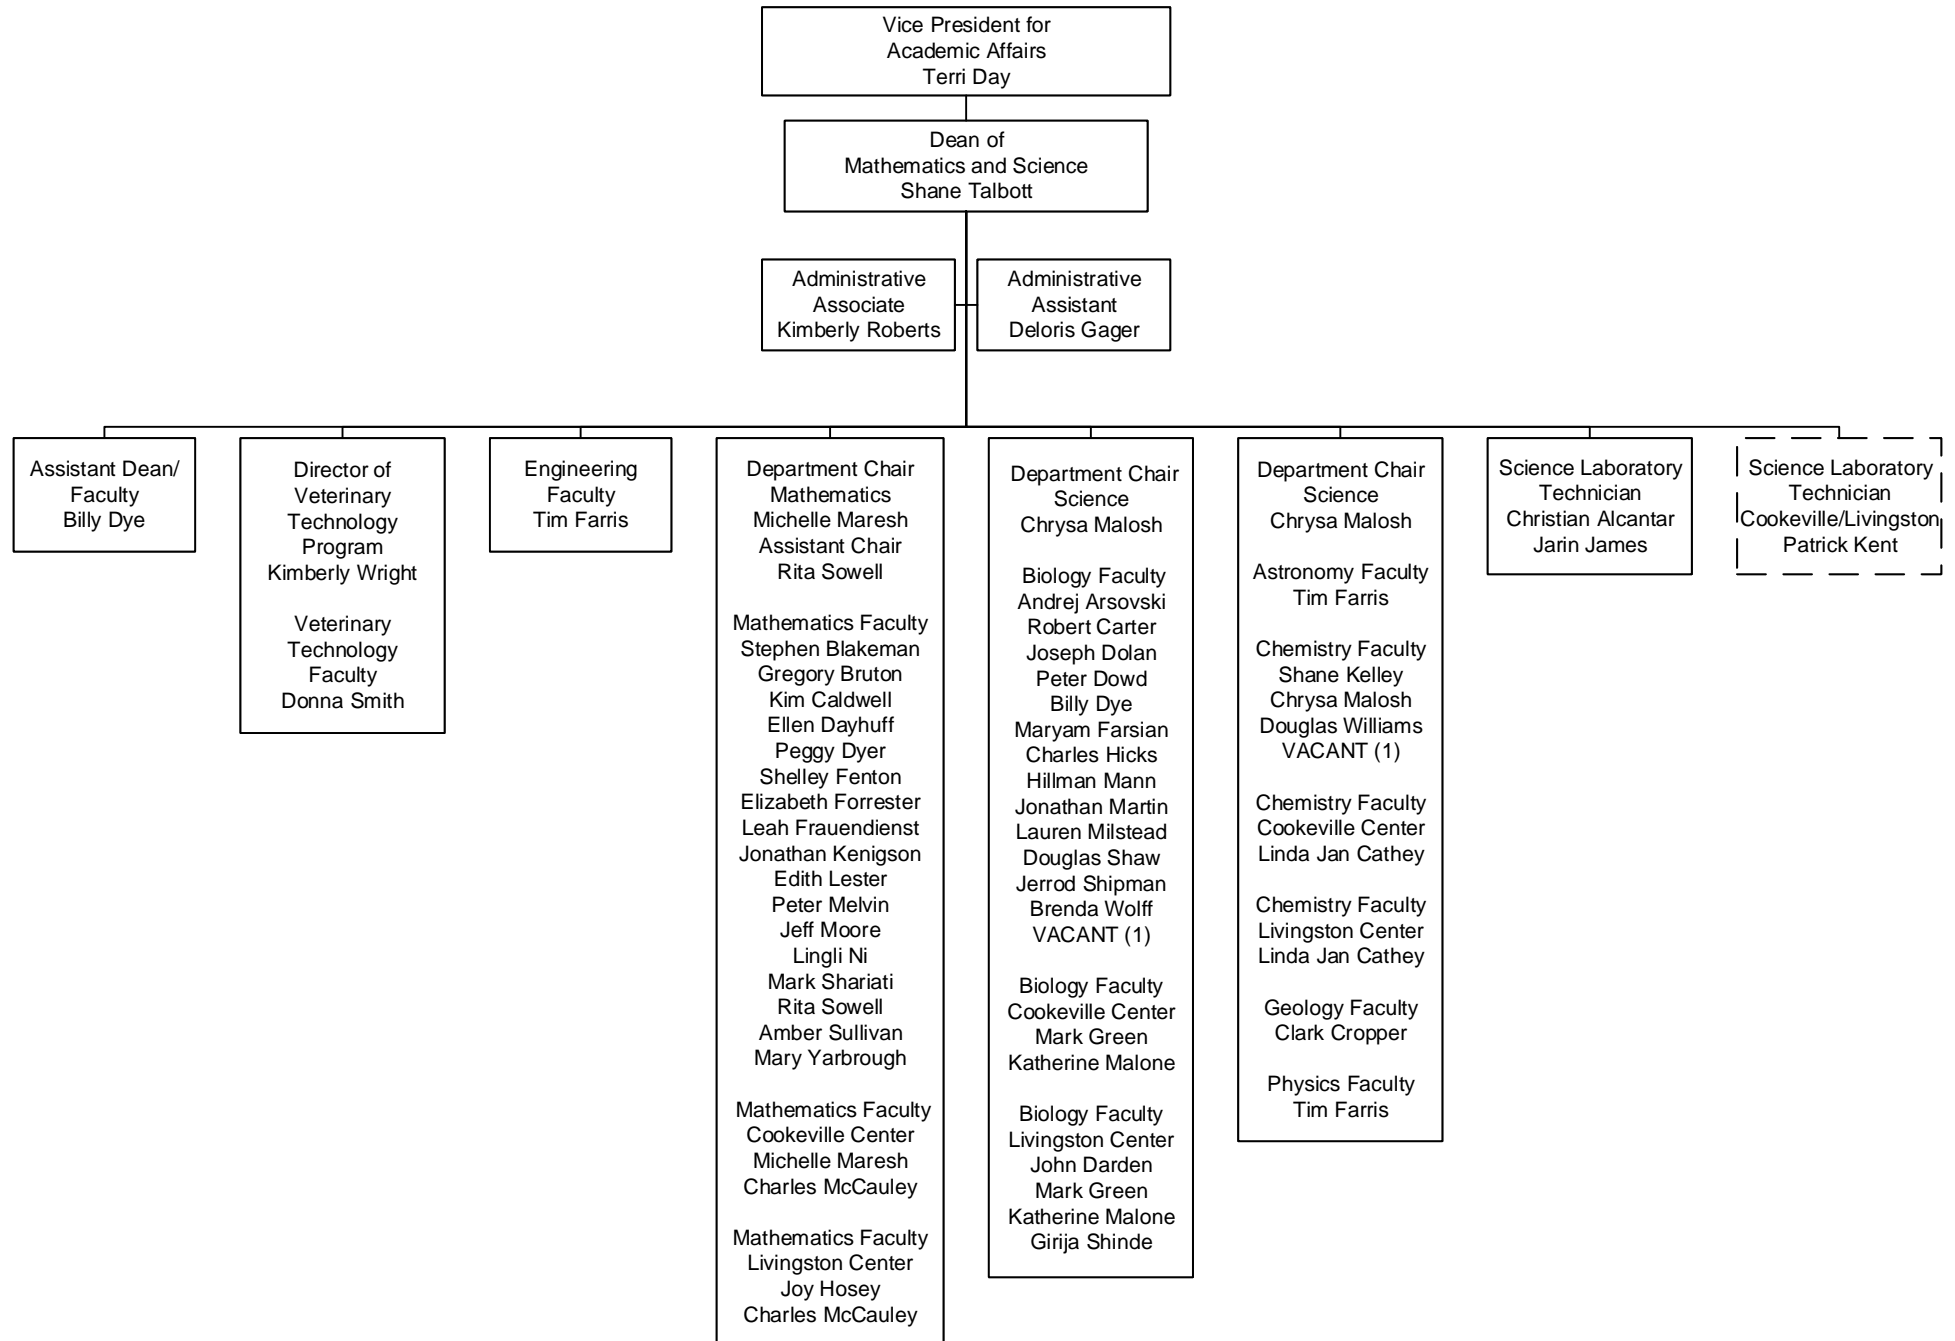 Vice President for
Academic Affairs
Terri Day
Dean of
Mathematics and Science
Shane Talbott
Administrative
Associate
Kimberly Roberts
Administrative
Assistant
Deloris Gager
Assistant Dean/
Faculty
Billy Dye
Director of
Veterinary
Technology
Program
Kimberly Wright
Veterinary
Technology
Faculty
Donna Smith
Engineering
Faculty
Tim Farris
Department Chair
Mathematics
Michelle Maresh
Assistant Chair
Rita Sowell
Mathematics Faculty
Stephen Blakeman
Gregory Bruton
Kim Caldwell
Ellen Dayhuff
Peggy Dyer
Shelley Fenton
Elizabeth Forrester
Leah Frauendienst
Jonathan Kenigson
Edith Lester
Peter Melvin
Jeff Moore
Lingli Ni
Mark Shariati
Rita Sowell
Amber Sullivan
Mary Yarbrough
Mathematics Faculty
Cookeville Center
Michelle Maresh
Charles McCauley
Mathematics Faculty
Livingston Center
Joy Hosey
Charles McCauley
Department Chair
Science
Chrysa Malosh
Biology Faculty
Andrej Arsovski
Robert Carter
Joseph Dolan
Peter Dowd
Billy Dye
Maryam Farsian
Charles Hicks
Hillman Mann
Jonathan Martin
Lauren Milstead
Douglas Shaw
Jerrod Shipman
Brenda Wolff
VACANT (1)
Biology Faculty
Cookeville Center
Mark Green
Katherine Malone
Biology Faculty
Livingston Center
John Darden
Mark Green
Katherine Malone
Girija Shinde
Department Chair
Science
Chrysa Malosh
Astronomy Faculty
Tim Farris
Chemistry Faculty
Shane Kelley
Chrysa Malosh
Douglas Williams
VACANT (1)
Chemistry Faculty
Cookeville Center
Linda Jan Cathey
Chemistry Faculty
Livingston Center
Linda Jan Cathey
Geology Faculty
Clark Cropper
Physics Faculty
Tim Farris
Science Laboratory
Technician
Christian Alcantar
Jarin James
Science Laboratory
Technician
Cookeville/Livingston
Patrick Kent